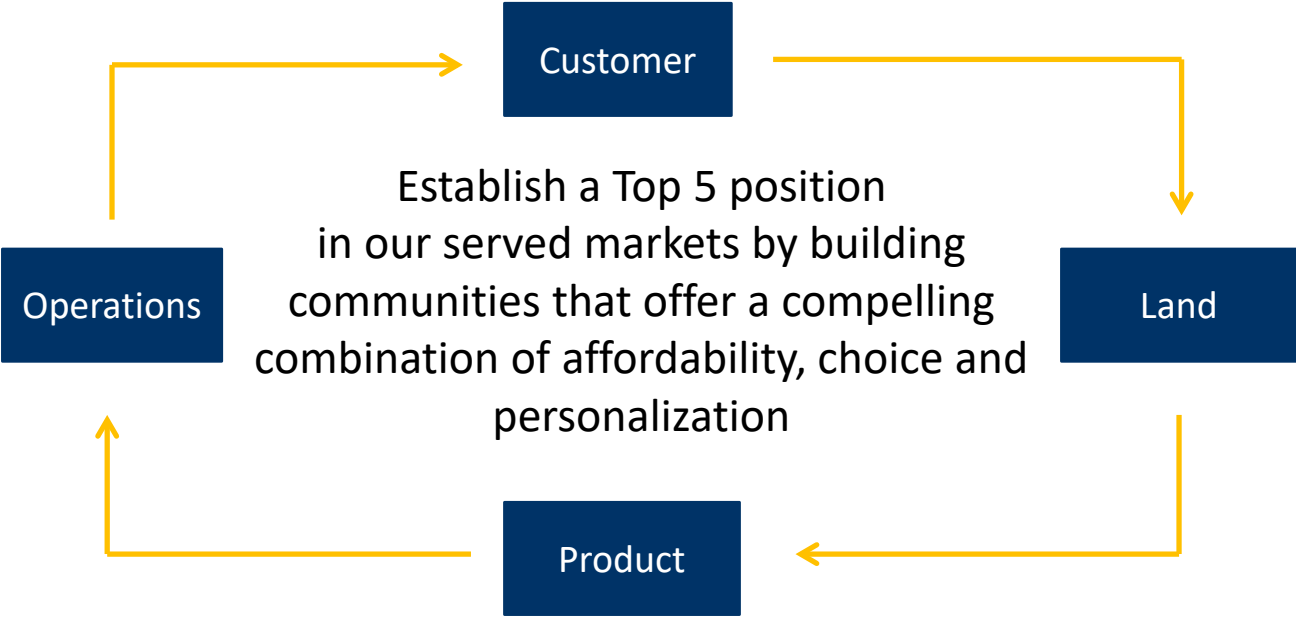 Customer
Establish a Top 5 position
in our served markets by building
communities that offer a compelling
combination of affordability, choice and
personalization
Operations
Land
Product